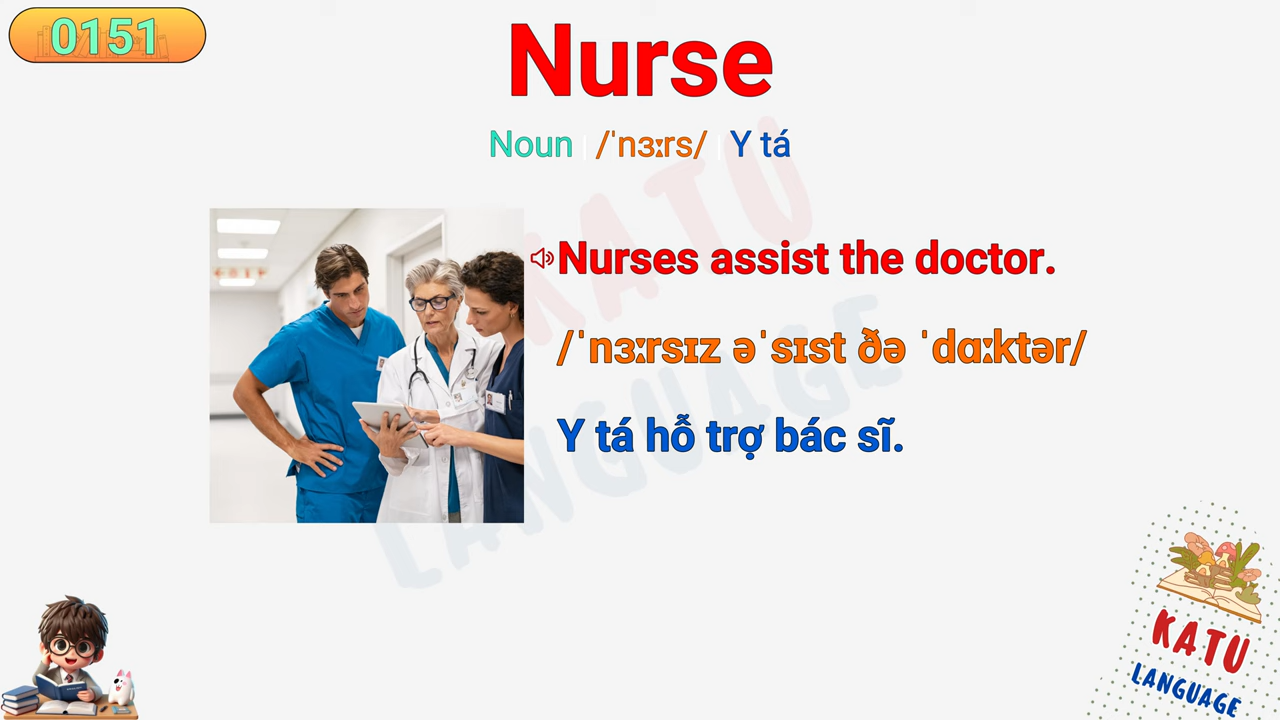 0151
Nurse
Noun | /ˈnɜːrs/ | Y tá
Nurses assist the doctor.
/ˈnɜːrsɪz əˈsɪst ðə ˈdɑːktər/
Y tá hỗ trợ bác sĩ.
KATU
LANGUAGE
KATU
LANGUAGE